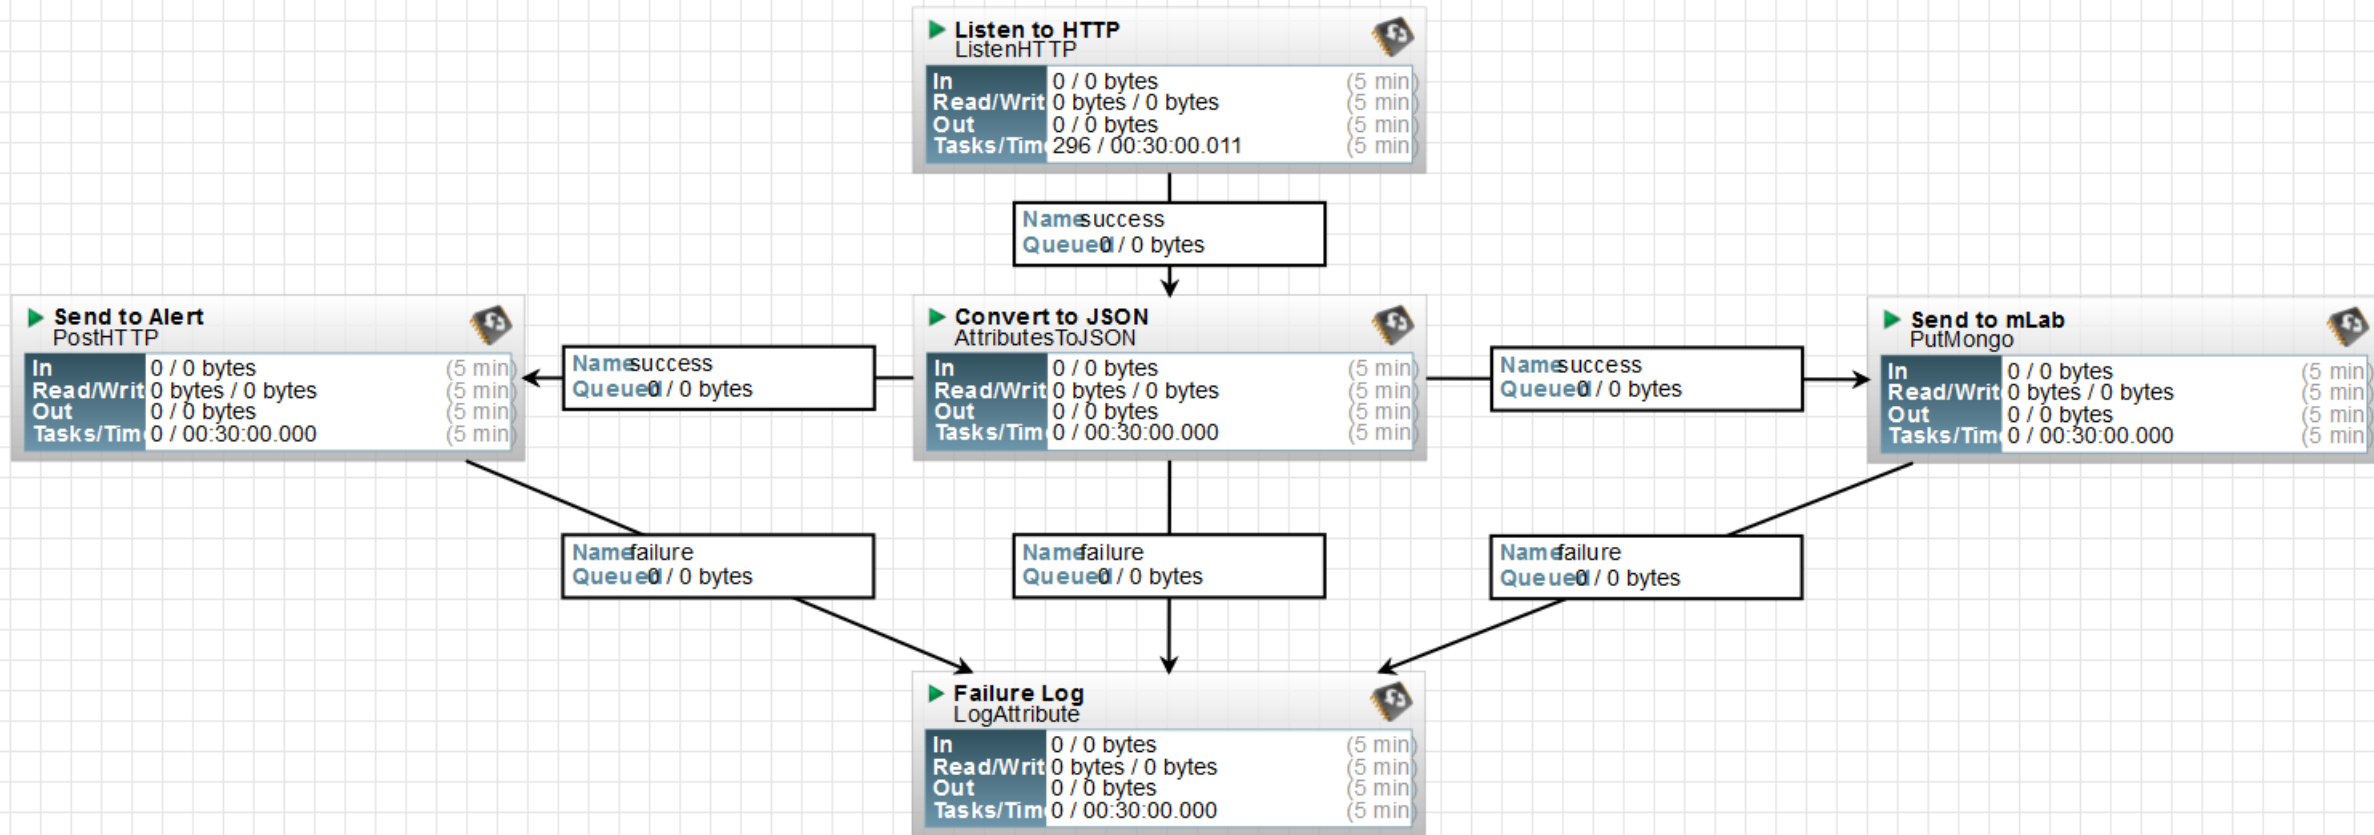 Listen to HTTP
ListenHTTP
In 0 / 0 bytes (5 min)
Read/Writ 0 bytes / 0 bytes (5 min)
Out 0 / 0 bytes (5 min)
Tasks/Time 296 / 00:30:00.011 (5 min)
Name success
Queued 0 / 0 bytes
Send to Alert
PostHTTP
In 0 / 0 bytes (5 min)
Read/Writ 0 bytes / 0 bytes (5 min)
Out 0 / 0 bytes (5 min)
Tasks/Tim 0 / 00:30:00.000 (5 min)
Name success
Queued 0 / 0 bytes
Convert to JSON
AttributesToJSON
In 0 / 0 bytes (5 min)
Read/Writ 0 bytes / 0 bytes (5 min)
Out 0 / 0 bytes (5 min)
Tasks/Time 0 / 00:30:00.000 (5 min)
Name success
Queued 0 / 0 bytes
Send to mLab
PutMongo
In 0 / 0 bytes (5 min)
Read/Writ 0 bytes / 0 bytes (5 min)
Out 0 / 0 bytes (5 min)
Tasks/Time 0 / 00:30:00.000 (5 min)
Name failure
Queued 0 / 0 bytes
Name failure
Queued 0 / 0 bytes
Name failure
Queued 0 / 0 bytes
Failure Log
LogAttribute
In 0 / 0 bytes (5 min)
Read/Writ 0 bytes / 0 bytes (5 min)
Out 0 / 0 bytes (5 min)
Tasks/Time 0 / 00:30:00.000 (5 min)